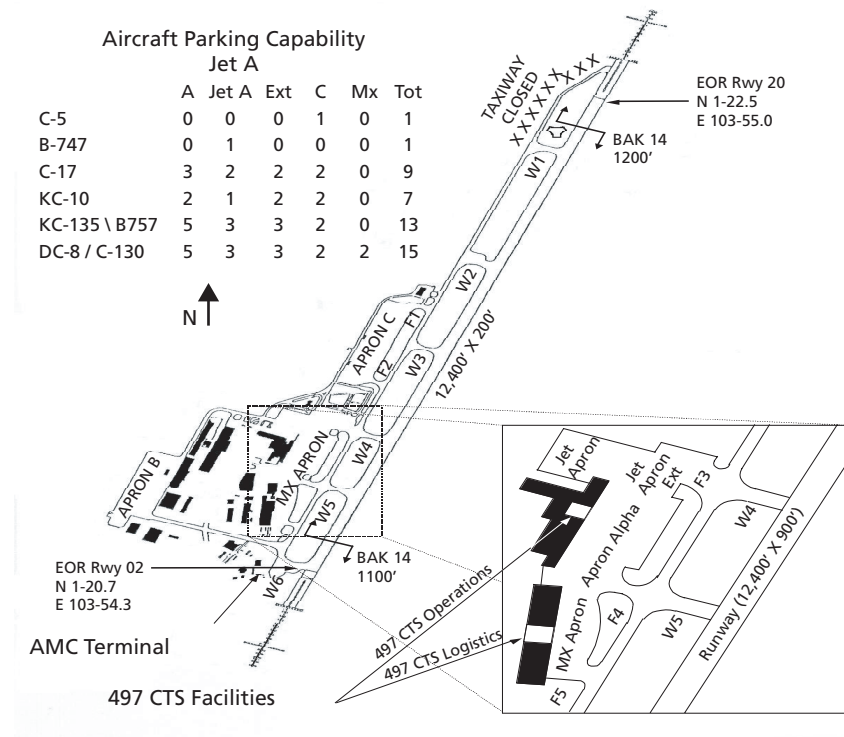 Aircraft Parking Capability
Jet A
A Jet A Ext C Mx Tot
C-5 0 0 0 1 0 1
B-747 0 1 0 0 0 1
C-17 3 2 2 2 0 9
KC-10 2 1 2 2 0 7
KC-135 \ B757 5 3 3 2 0 13
DC-8 / C-130 5 3 3 2 2 15
N
TAXIWAY
CLOSED
X X X X X X X X X
EOR Rwy 20
N 1-22.5
E 103-55.0
BAK 14
1200'
W1
W2
12,400' X 200'
APRON C
F1
F2
W3
MX APRON
W4
APRON B
W5
BAK 14
1100'
EOR Rwy 02
N 1-20.7
E 103-54.3
W6
AMC Terminal
497 CTS Facilities
Jet
Apron
Jet
Apron
Ext
F3
W4
Apron Alpha
Runway (12,400' X 900')
MX Apron
F4
W5
F5
497 CTS Operations
497 CTS Logistics